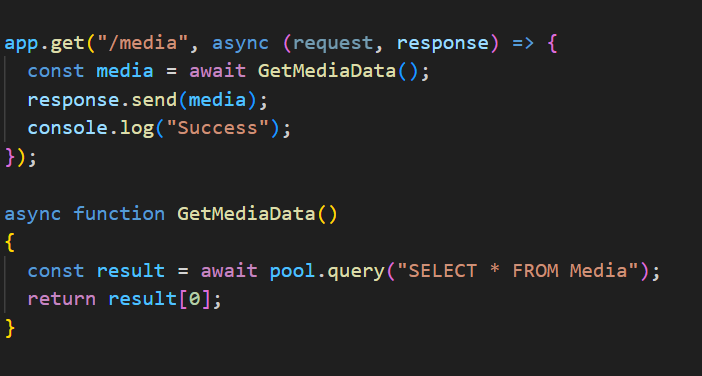 app.get("/media", async (request, response) => {
  const media = await GetMediaData();
  response.send(media);
  console.log("Success");
});
async function GetMediaData()
{
  const result = await pool.query("SELECT * FROM Media");
  return result[0];
}